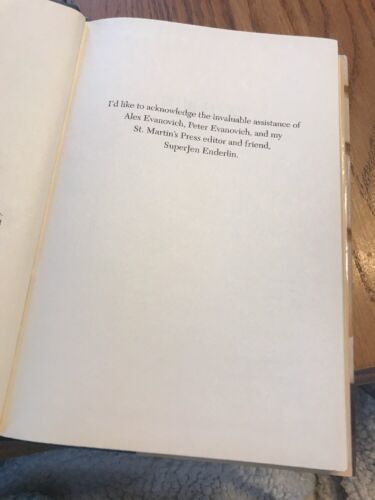 I'd like to acknowledge the invaluable assistance of
Alex Evanovich, Peter Evanovich, and my
St. Martin's Press editor and friend,
SuperJen Enderlin.